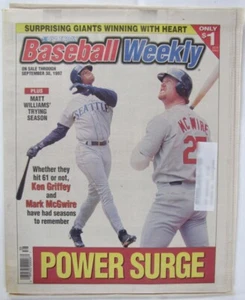 SURPRISING GIANTS WINNING WITH HEART
ONLY
$1
Baseball Weekly
ON SALE THROUGH
SEPTEMBER 30, 1997
PLUS
MATT
WILLIAMS'
TRYING
SEASON
SEATTLE
McWIRE
25
Whether they
hit 61 or not,
Ken Griffey
and
Mark McGwire
have had seasons
to remember
POWER SURGE